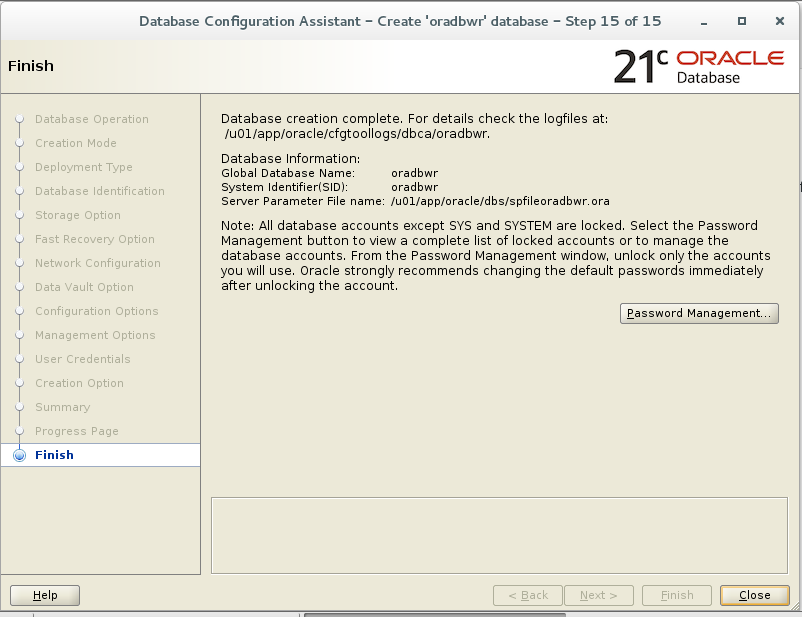 Database Configuration Assistant – Create 'oradbwr' database – Step 15 of 15
Finish
21c ORACLE
Database
Database Operation
Creation Mode
Deployment Type
Database Identification
Storage Option
Fast Recovery Option
Network Configuration
Data Vault Option
Configuration Options
Management Options
User Credentials
Creation Option
Summary
Progress Page
Finish
Database creation complete. For details check the logfiles at:
/u01/app/oracle/cfgtoollogs/dbca/oradbwr.
Database Information:
Global Database Name: oradbwr
System Identifier(SID): oradbwr
Server Parameter File name: /u01/app/oracle/dbs/spfileoradbwr.ora
Note: All database accounts except SYS and SYSTEM are locked. Select the Password
Management button to view a complete list of locked accounts or to manage the
database accounts. From the Password Management window, unlock only the accounts
you will use. Oracle strongly recommends changing the default passwords immediately
after unlocking the account.
Password Management...
Help
< Back
Next >
Finish
Close